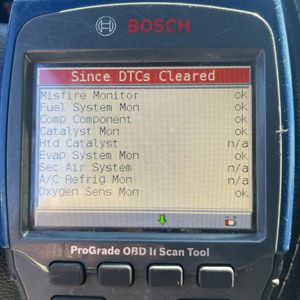 BOSCH
Since DTCs Cleared
Misfire Monitor ok
Fuel System Mon ok
Comp Component ok
Catalyst Mon ok
Htd Catalyst n/a
Evap System Mon ok
Sec Air System n/a
A/C Refrig Mon n/a
Oxygen Sens Mon ok
ProGrade OBD II Scan Tool